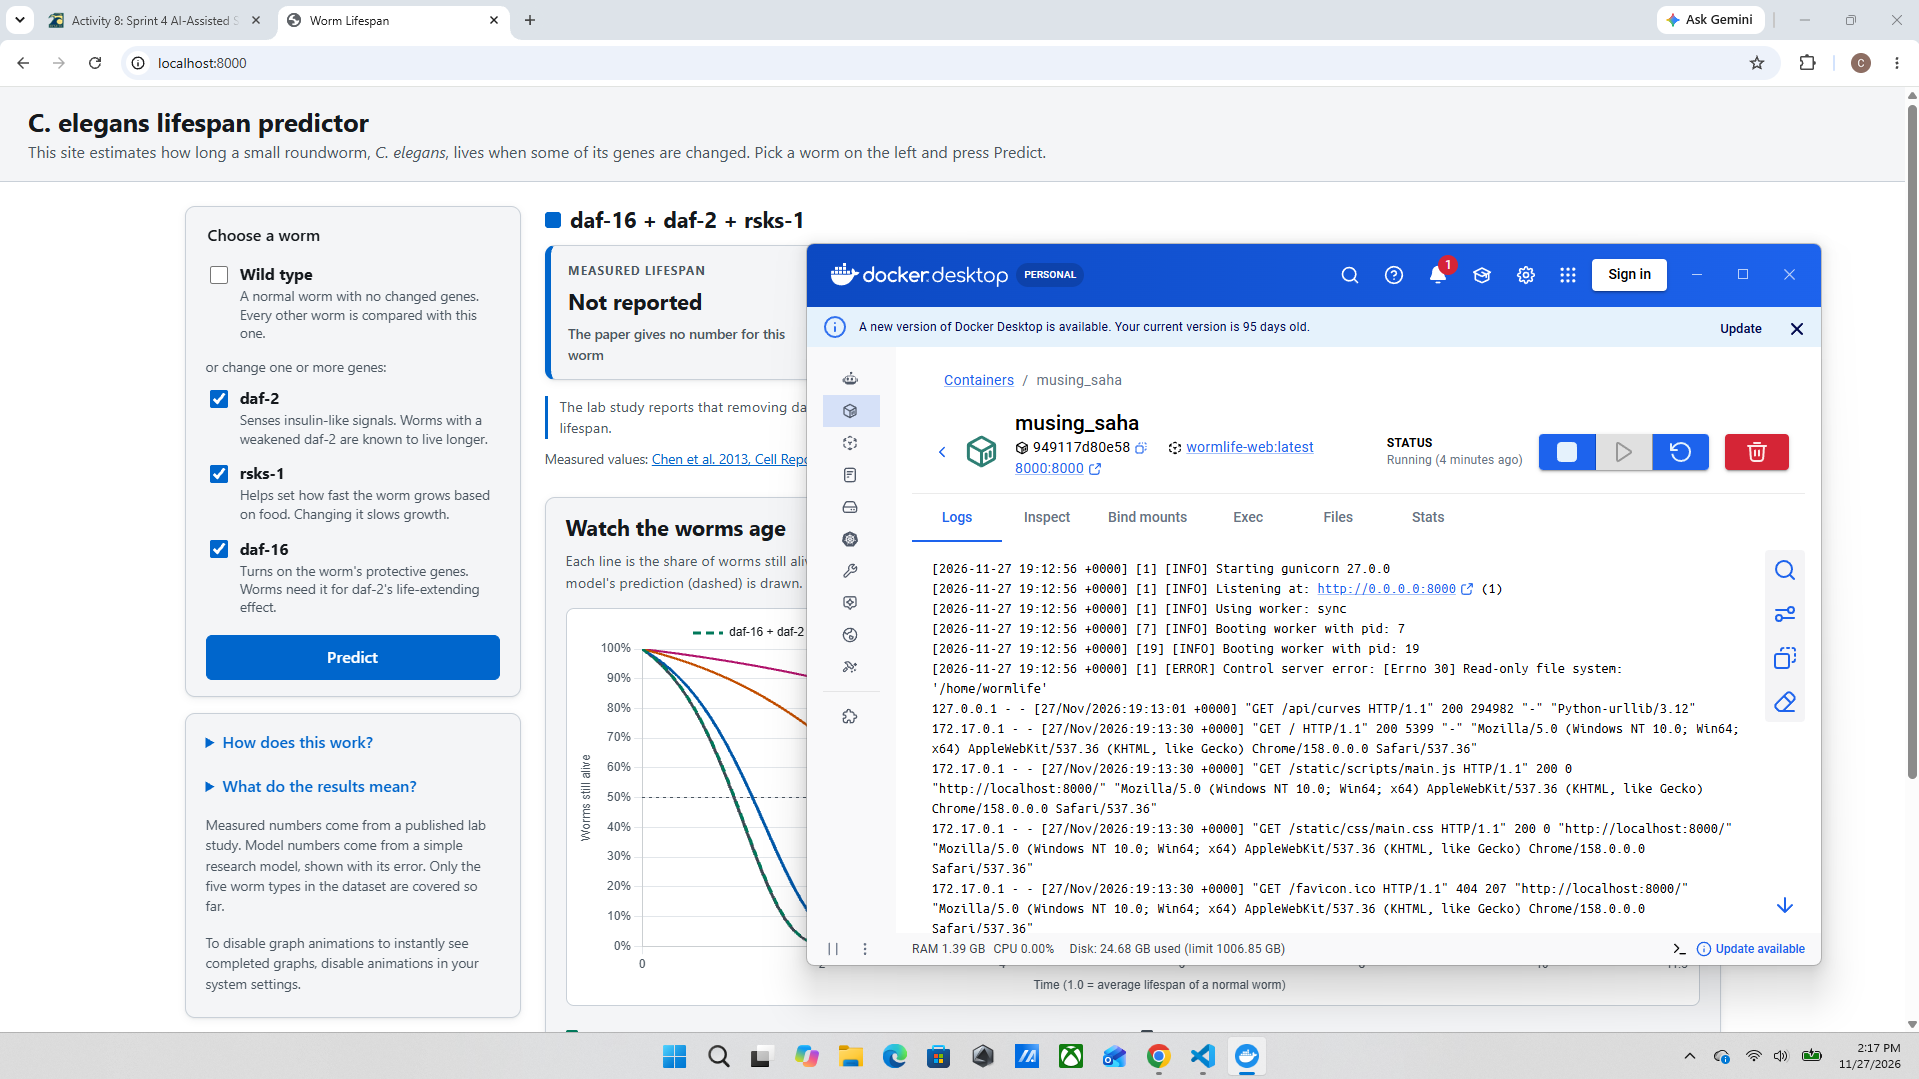 Activity 8: Sprint 4 AI-Assisted S
Worm Lifespan
Ask Gemini
localhost:8000
C
C. elegans lifespan predictor
This site estimates how long a small roundworm, C. elegans, lives when some of its genes are changed. Pick a worm on the left and press Predict.
Choose a worm
Wild type
A normal worm with no changed genes.
Every other worm is compared with this
one.
or change one or more genes:
daf-2
Senses insulin-like signals. Worms with a
weakened daf-2 are known to live longer.
rsks-1
Helps set how fast the worm grows based
on food. Changing it slows growth.
daf-16
Turns on the worm's protective genes.
Worms need it for daf-2's life-extending
effect.
Predict
How does this work?
What do the results mean?
Measured numbers come from a published lab
study. Model numbers come from a simple
research model, shown with its error. Only the
five worm types in the dataset are covered so
far.
To disable graph animations to instantly see
completed graphs, disable animations in your
system settings.
daf-16 + daf-2 + rsks-1
MEASURED LIFESPAN
Not reported
The paper gives no number for this
worm
The lab study reports that removing da
lifespan.
Measured values: Chen et al. 2013, Cell Repo
Watch the worms age
Each line is the share of worms still aliv
model's prediction (dashed) is drawn.
daf-16 + daf-2
100%
90%
80%
70%
60%
50%
40%
30%
20%
10%
0%
Worms still alive
0
Time (1.0 = average lifespan of a normal worm)
docker.desktop
PERSONAL
1
Sign in
A new version of Docker Desktop is available. Your current version is 95 days old.
Update
Containers / musing_saha
musing_saha
949117d80e58
wormlife-web:latest
8000:8000
STATUS
Running (4 minutes ago)
Logs
Inspect
Bind mounts
Exec
Files
Stats
[2026-11-27 19:12:56 +0000] [1] [INFO] Starting gunicorn 27.0.0
[2026-11-27 19:12:56 +0000] [1] [INFO] Listening at: http://0.0.0.0:8000 (1)
[2026-11-27 19:12:56 +0000] [1] [INFO] Using worker: sync
[2026-11-27 19:12:56 +0000] [7] [INFO] Booting worker with pid: 7
[2026-11-27 19:12:56 +0000] [19] [INFO] Booting worker with pid: 19
[2026-11-27 19:12:56 +0000] [1] [ERROR] Control server error: [Errno 30] Read-only file system:
'/home/wormlife'
127.0.0.1 - - [27/Nov/2026:19:13:01 +0000] "GET /api/curves HTTP/1.1" 200 294982 "-" "Python-urllib/3.12"
172.17.0.1 - - [27/Nov/2026:19:13:30 +0000] "GET / HTTP/1.1" 200 5399 "-" "Mozilla/5.0 (Windows NT 10.0; Win64;
x64) AppleWebKit/537.36 (KHTML, like Gecko) Chrome/158.0.0.0 Safari/537.36"
172.17.0.1 - - [27/Nov/2026:19:13:30 +0000] "GET /static/scripts/main.js HTTP/1.1" 200 0
"http://localhost:8000/" "Mozilla/5.0 (Windows NT 10.0; Win64; x64) AppleWebKit/537.36 (KHTML, like Gecko)
Chrome/158.0.0.0 Safari/537.36"
172.17.0.1 - - [27/Nov/2026:19:13:30 +0000] "GET /static/css/main.css HTTP/1.1" 200 0 "http://localhost:8000/"
"Mozilla/5.0 (Windows NT 10.0; Win64; x64) AppleWebKit/537.36 (KHTML, like Gecko) Chrome/158.0.0.0
Safari/537.36"
172.17.0.1 - - [27/Nov/2026:19:13:30 +0000] "GET /favicon.ico HTTP/1.1" 404 207 "http://localhost:8000/"
"Mozilla/5.0 (Windows NT 10.0; Win64; x64) AppleWebKit/537.36 (KHTML, like Gecko) Chrome/158.0.0.0
Safari/537.36"
RAM 1.39 GB CPU 0.00% Disk: 24.68 GB used (limit 1006.85 GB)
Update available
2:17 PM
11/27/2026